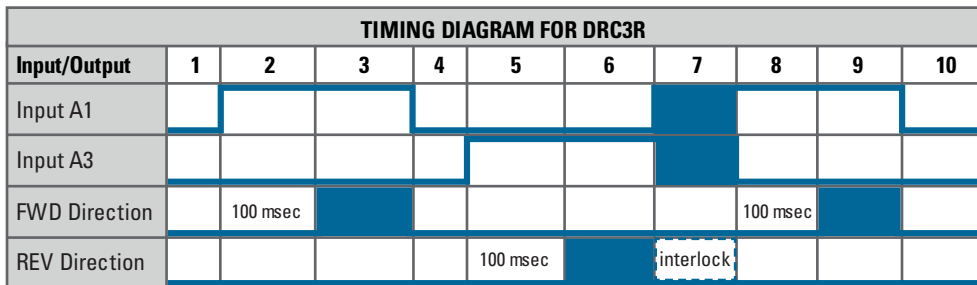 TIMING DIAGRAM FOR DRC3R
Input/Output 1 2 3 4 5 6 7 8 9 10
Input A1
Input A3
FWD Direction 100 msec 100 msec
REV Direction 100 msec interlock